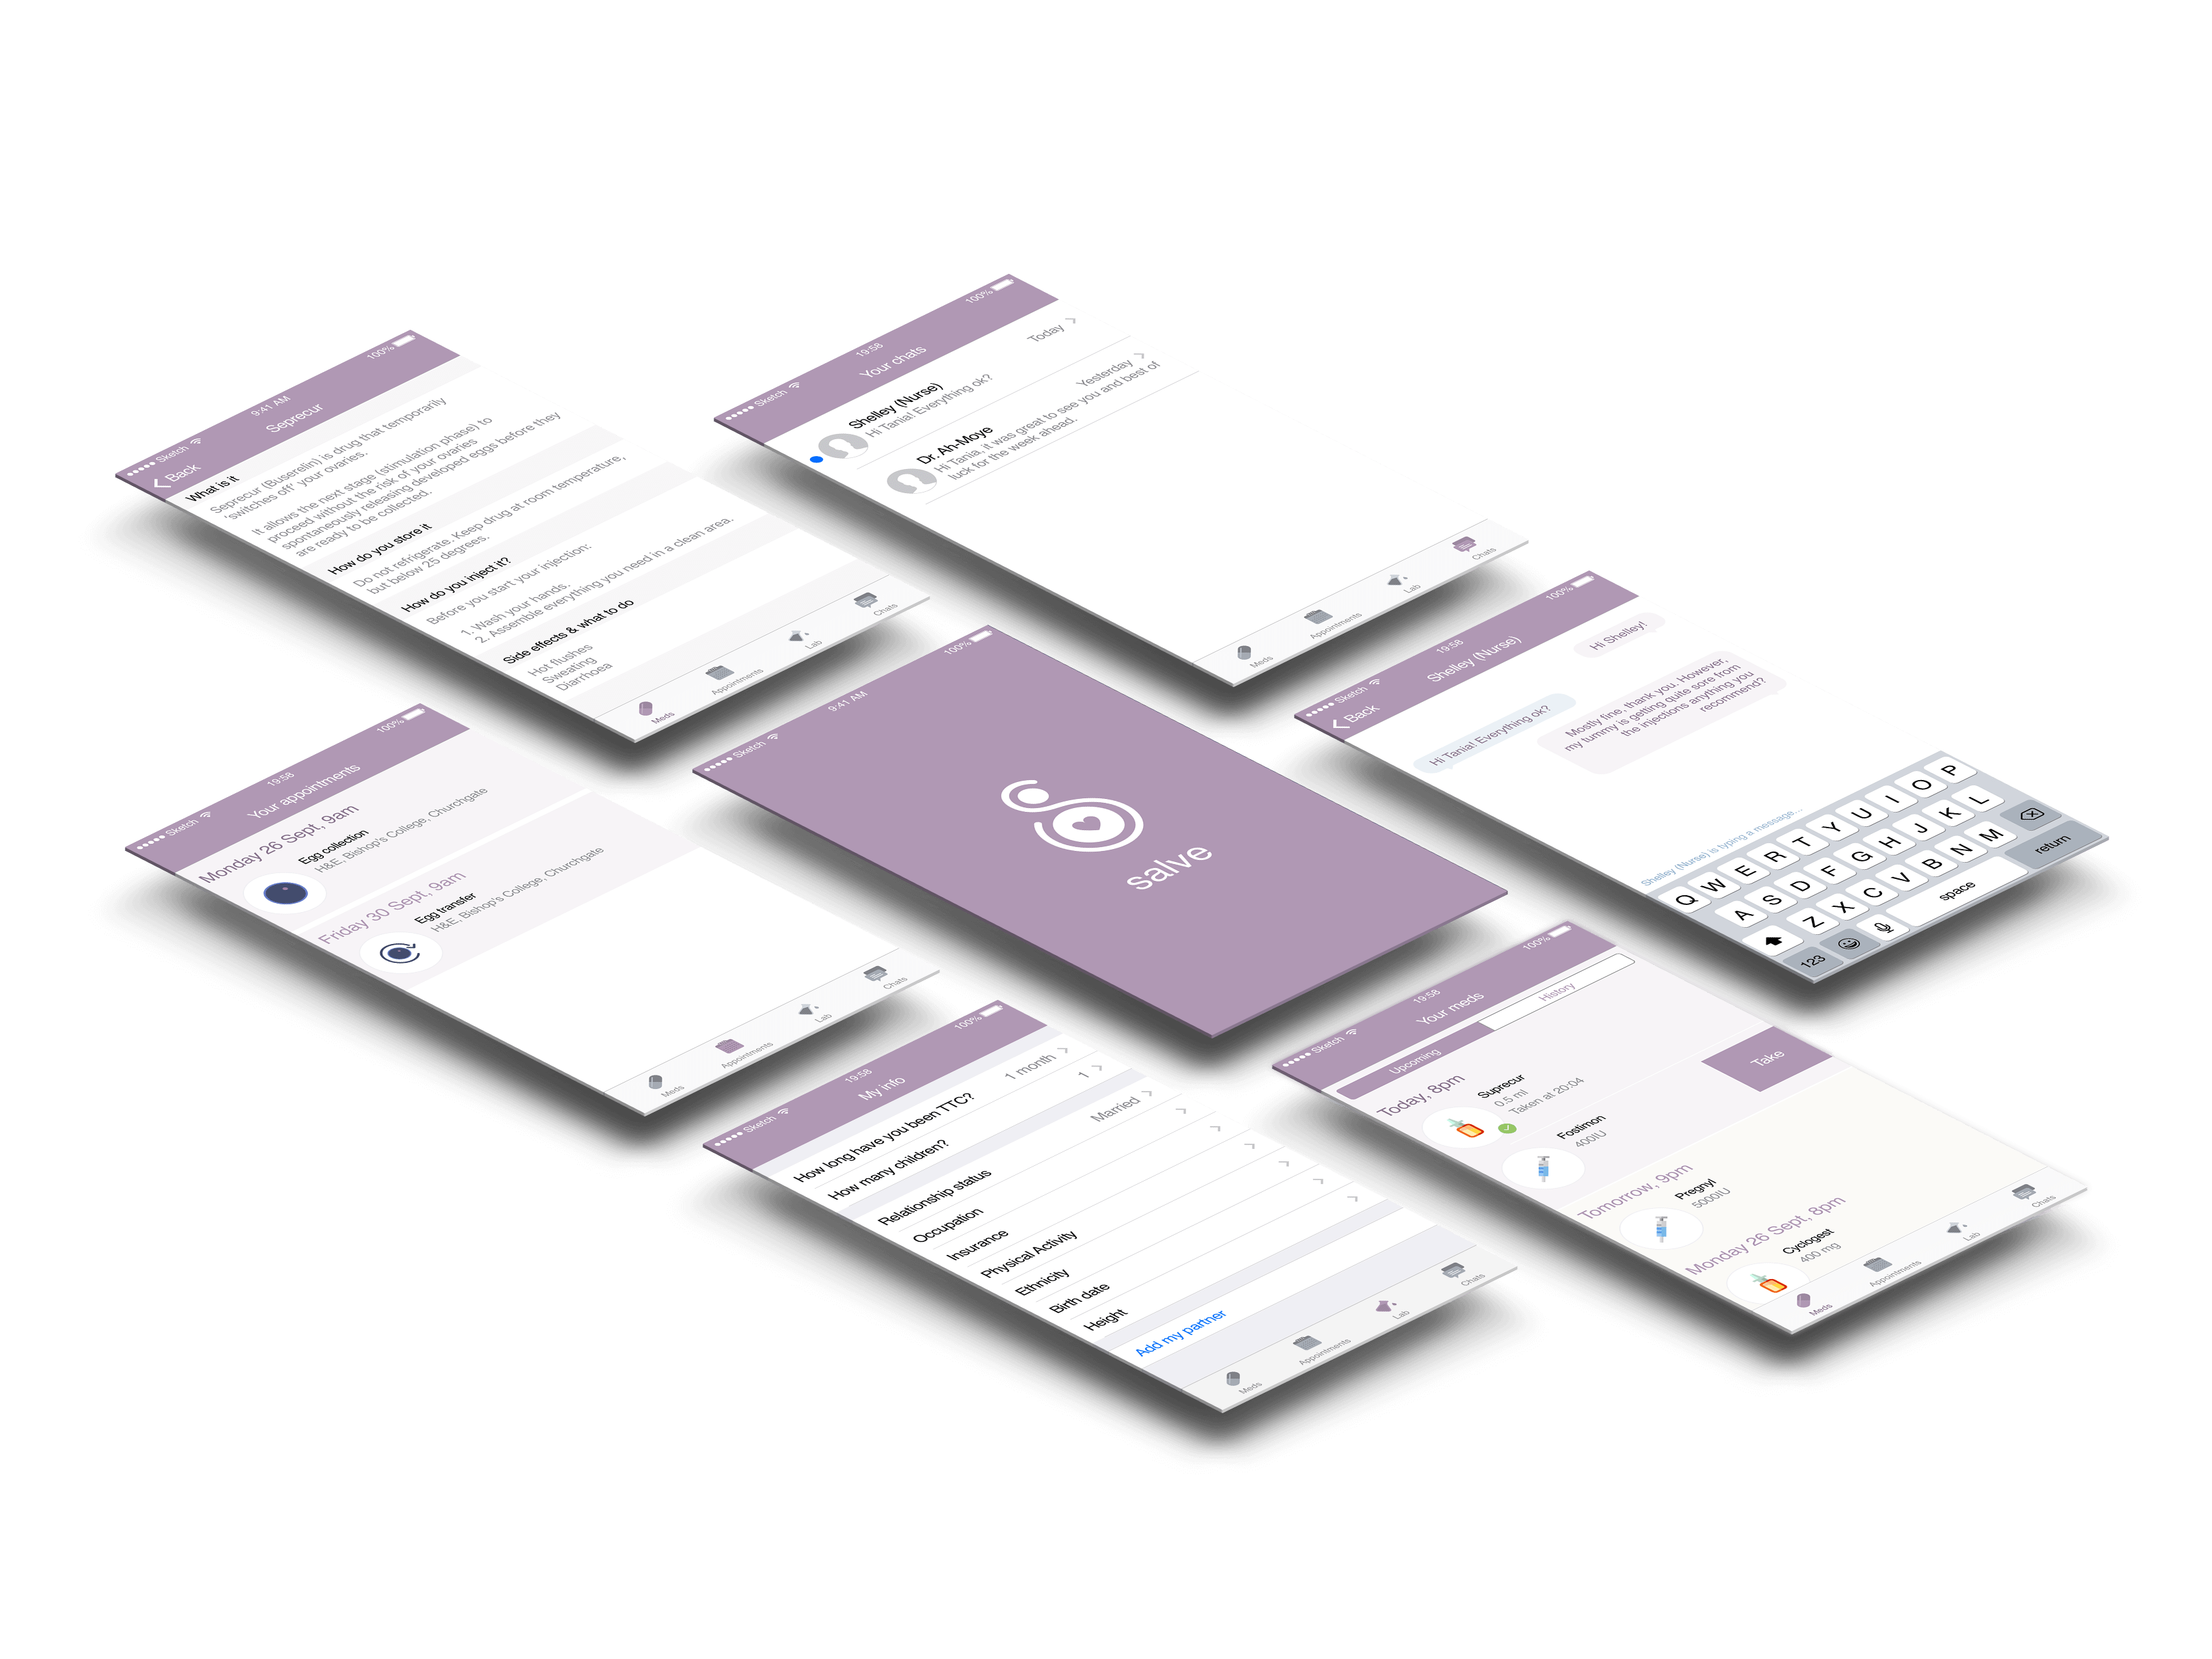 Sketch
9:41 AM
100%
Back
Seprecur
What is it
Seprecur (Buserelin) is drug that temporarily
'switches off' your ovaries.
It allows the next stage (stimulation phase) to
proceed without the risk of your ovaries
spontaneously releasing developed eggs before they
are ready to be collected.
How do you store it
Do not refrigerate. Keep drug at room temperature,
but below 25 degrees.
How do you inject it?
Before you start your injection:
1. Wash your hands.
2. Assemble everything you need in a clean area.
Side effects & what to do
Hot flushes
Sweating
Diarrhoea
Meds
Appointments
Lab
Chats
Sketch
19:58
100%
Your chats
Shelley (Nurse)
Today
Hi Tania! Everything ok?
Dr. Ah-Moye
Yesterday
Hi Tania, it was great to see you and best of
luck for the week ahead.
Meds
Appointments
Lab
Chats
Sketch
19:58
100%
Your appointments
Monday 26 Sept, 9am
Egg collection
H&E, Bishop's College, Churchgate
Friday 30 Sept, 9am
Egg transfer
H&E, Bishop's College, Churchgate
Meds
Appointments
Lab
Chats
Sketch
9:41 AM
100%
salve
Sketch
19:58
100%
Back
Shelley (Nurse)
Hi Shelley!
Hi Tania! Everything ok?
Mostly fine, thank you. However,
my tummy is getting quite sore from
the injections anything you
recommend?
Shelley (Nurse) is typing a message...
Q W E R T Y U I O P
A S D F G H J K L
Z X C V B N M
123
space
return
Sketch
19:58
100%
My info
How long have you been TTC?
1 month
How many children?
1
Relationship status
Married
Occupation
Insurance
Physical Activity
Ethnicity
Birth date
Height
Add my partner
Meds
Appointments
Lab
Chats
Sketch
19:58
100%
Your meds
Upcoming
History
Today, 8pm
Suprecur
0.5 ml
Taken at 20:04
Fostimon
400IU
Take
Tomorrow, 9pm
Pregnyl
5000IU
Monday 26 Sept, 8pm
Cyclogest
400 mg
Meds
Appointments
Lab
Chats